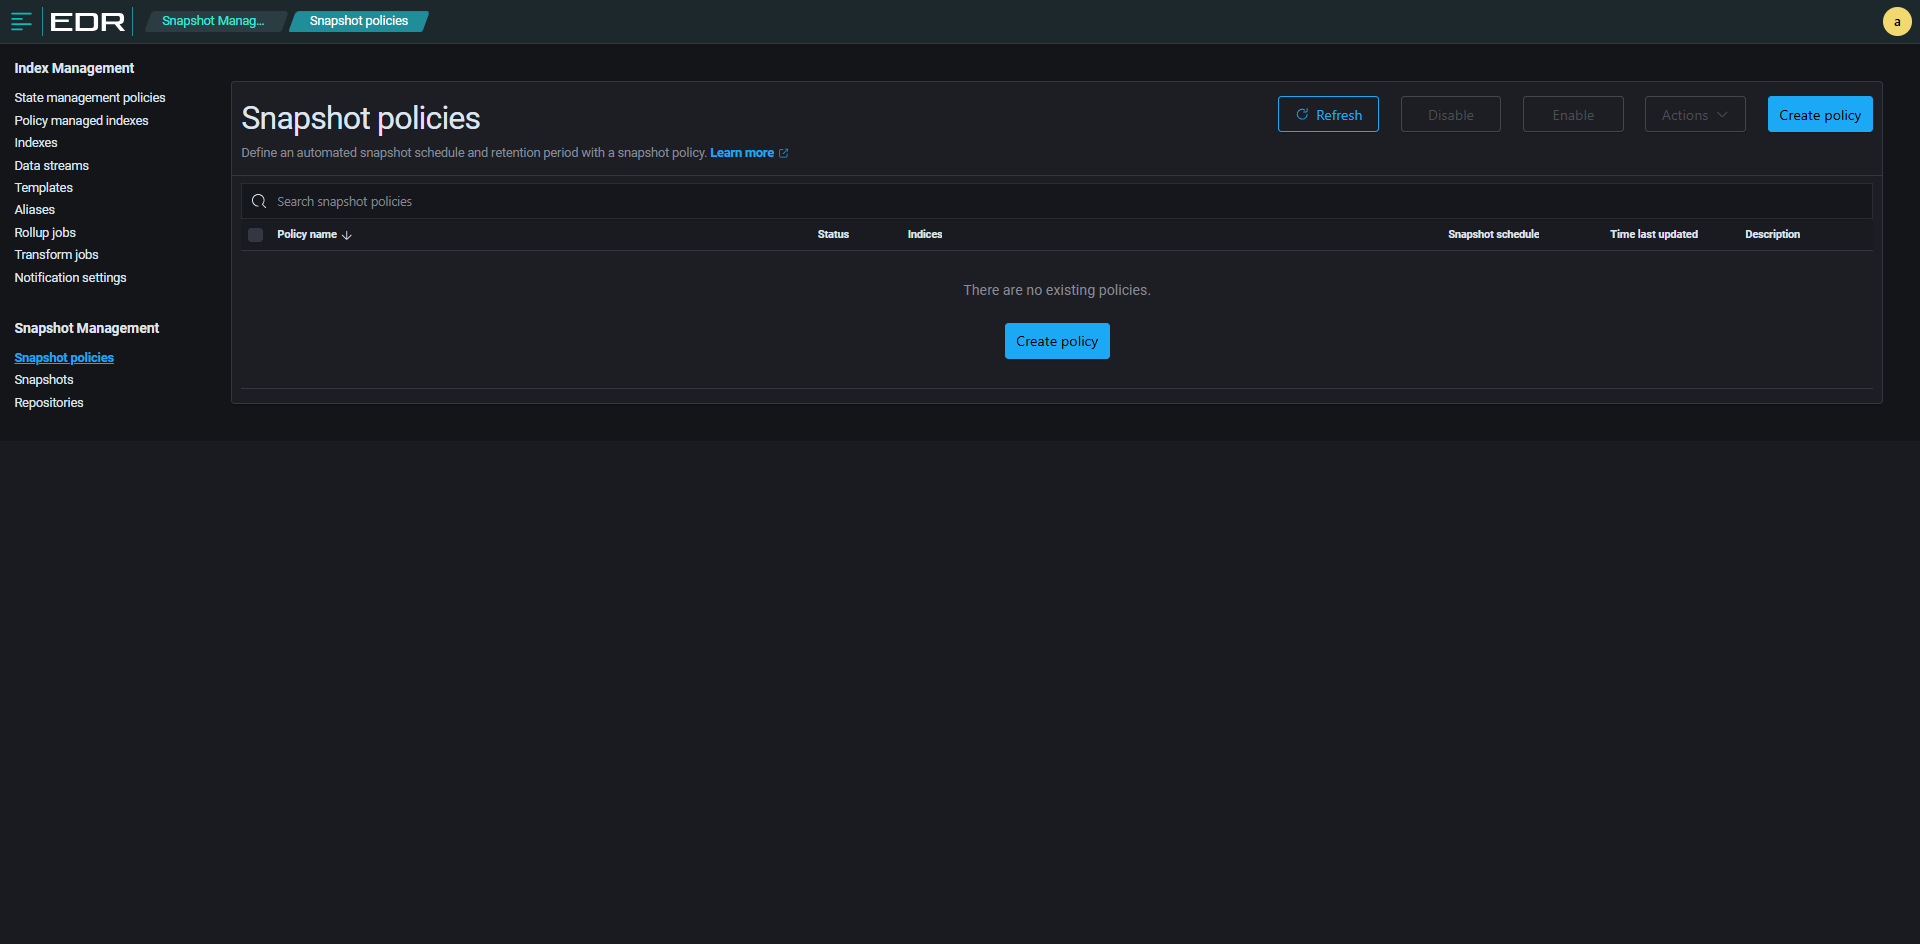 EDR
Snapshot Manag...
Snapshot policies
a
Index Management
State management policies
Policy managed indexes
Indexes
Data streams
Templates
Aliases
Rollup jobs
Transform jobs
Notification settings
Snapshot Management
Snapshot policies
Snapshots
Repositories
Snapshot policies
Define an automated snapshot schedule and retention period with a snapshot policy. Learn more
Refresh
Disable
Enable
Actions
Create policy
Search snapshot policies
Policy name
Status
Indices
Snapshot schedule
Time last updated
Description
There are no existing policies.
Create policy